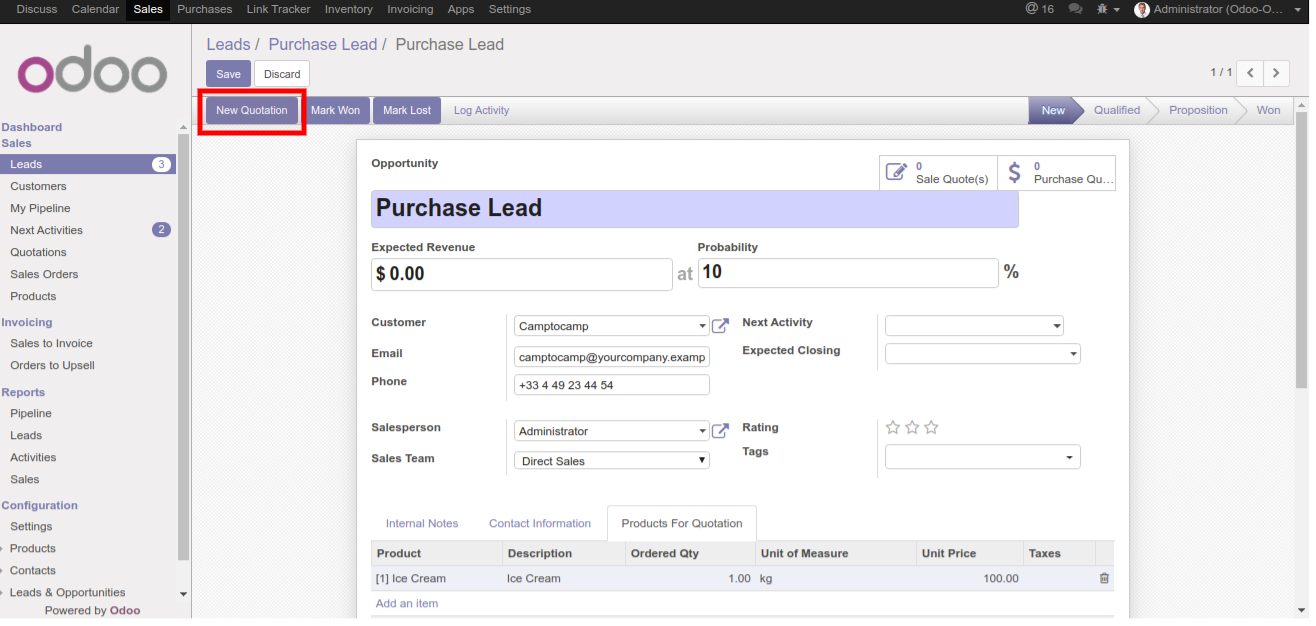 Discuss Calendar Sales Purchases Link Tracker Inventory Invoicing Apps Settings @ 16 Administrator (Odoo-O...
odoo
Leads / Purchase Lead / Purchase Lead
Save Discard 1 / 1
New Quotation Mark Won Mark Lost Log Activity New Qualified Proposition Won
Dashboard
Sales
Leads 3
Customers
My Pipeline
Next Activities 2
Quotations
Sales Orders
Products
Invoicing
Sales to Invoice
Orders to Upsell
Reports
Pipeline
Leads
Activities
Sales
Configuration
Settings
Products
Contacts
Leads & Opportunities
Powered by Odoo
Opportunity
0 Sale Quote(s)
$ 0 Purchase Qu...
Purchase Lead
Expected Revenue Probability
$ 0.00 at 10 %
Customer Camptocamp Next Activity
Email camptocamp@yourcompany.examp Expected Closing
Phone +33 4 49 23 44 54
Salesperson Administrator Rating
Sales Team Direct Sales Tags
Internal Notes Contact Information Products For Quotation
Product Description Ordered Qty Unit of Measure Unit Price Taxes
[1] Ice Cream Ice Cream 1.00 kg 100.00
Add an item